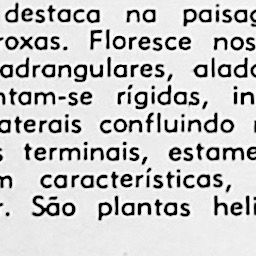 destaca na paisag
roxas. Floresce nos
adrangulares, alado
ntam-se rígidas, in
aterais confluindo
s terminais, estame
m características,
r. São plantas heli